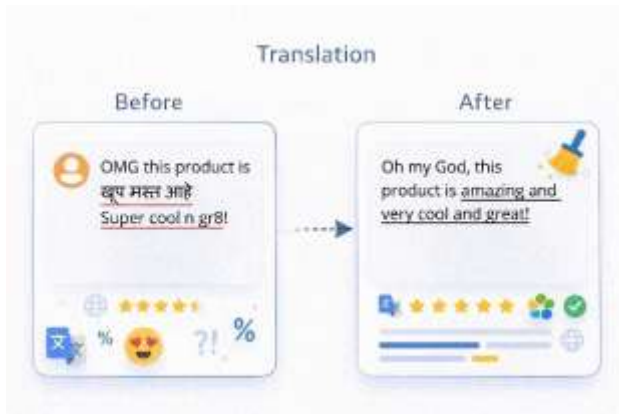 Translation
Before
After
OMG this product is
खूप मस्त आहे
Super cool n gr8!
% ?! %
Oh my God, this
product is amazing and
very cool and great!